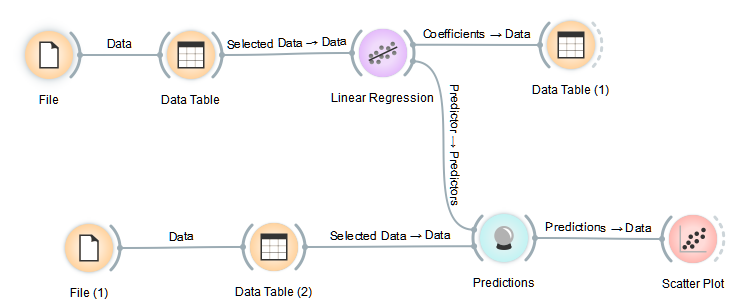 Data
Selected Data → Data
Coefficients → Data
File
Data Table
Linear Regression
Data Table (1)
Predictor → Predictors
Data
Selected Data → Data
Predictions → Data
File (1)
Data Table (2)
Predictions
Scatter Plot